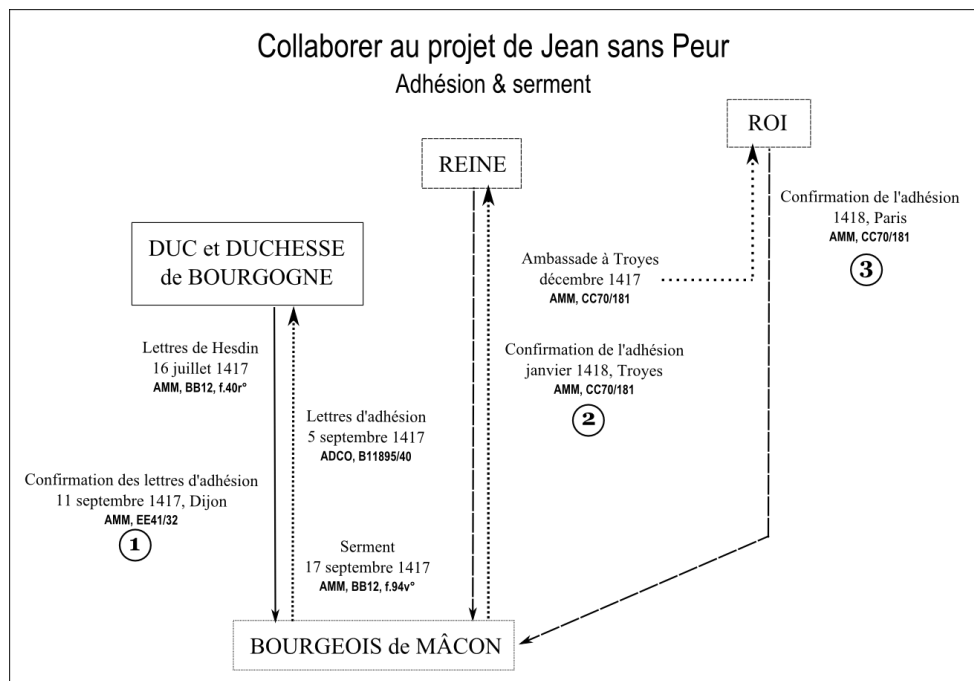 Collaborer au projet de Jean sans Peur
Adhésion & serment
ROI
REINE
DUC et DUCHESSE
de BOURGOGNE
Confirmation de l'adhésion
1418, Paris
AMM, CC70/181
3
Ambassade à Troyes
décembre 1417
AMM, CC70/181
Lettres de Hesdin
16 juillet 1417
AMM, BB12, f.40r°
Confirmation de l'adhésion
janvier 1418, Troyes
AMM, CC70/181
2
Lettres d'adhésion
5 septembre 1417
ADCO, B11895/40
Confirmation des lettres d'adhésion
11 septembre 1417, Dijon
AMM, EE41/32
1
Serment
17 septembre 1417
AMM, BB12, f.94v°
BOURGEOIS de MÂCON